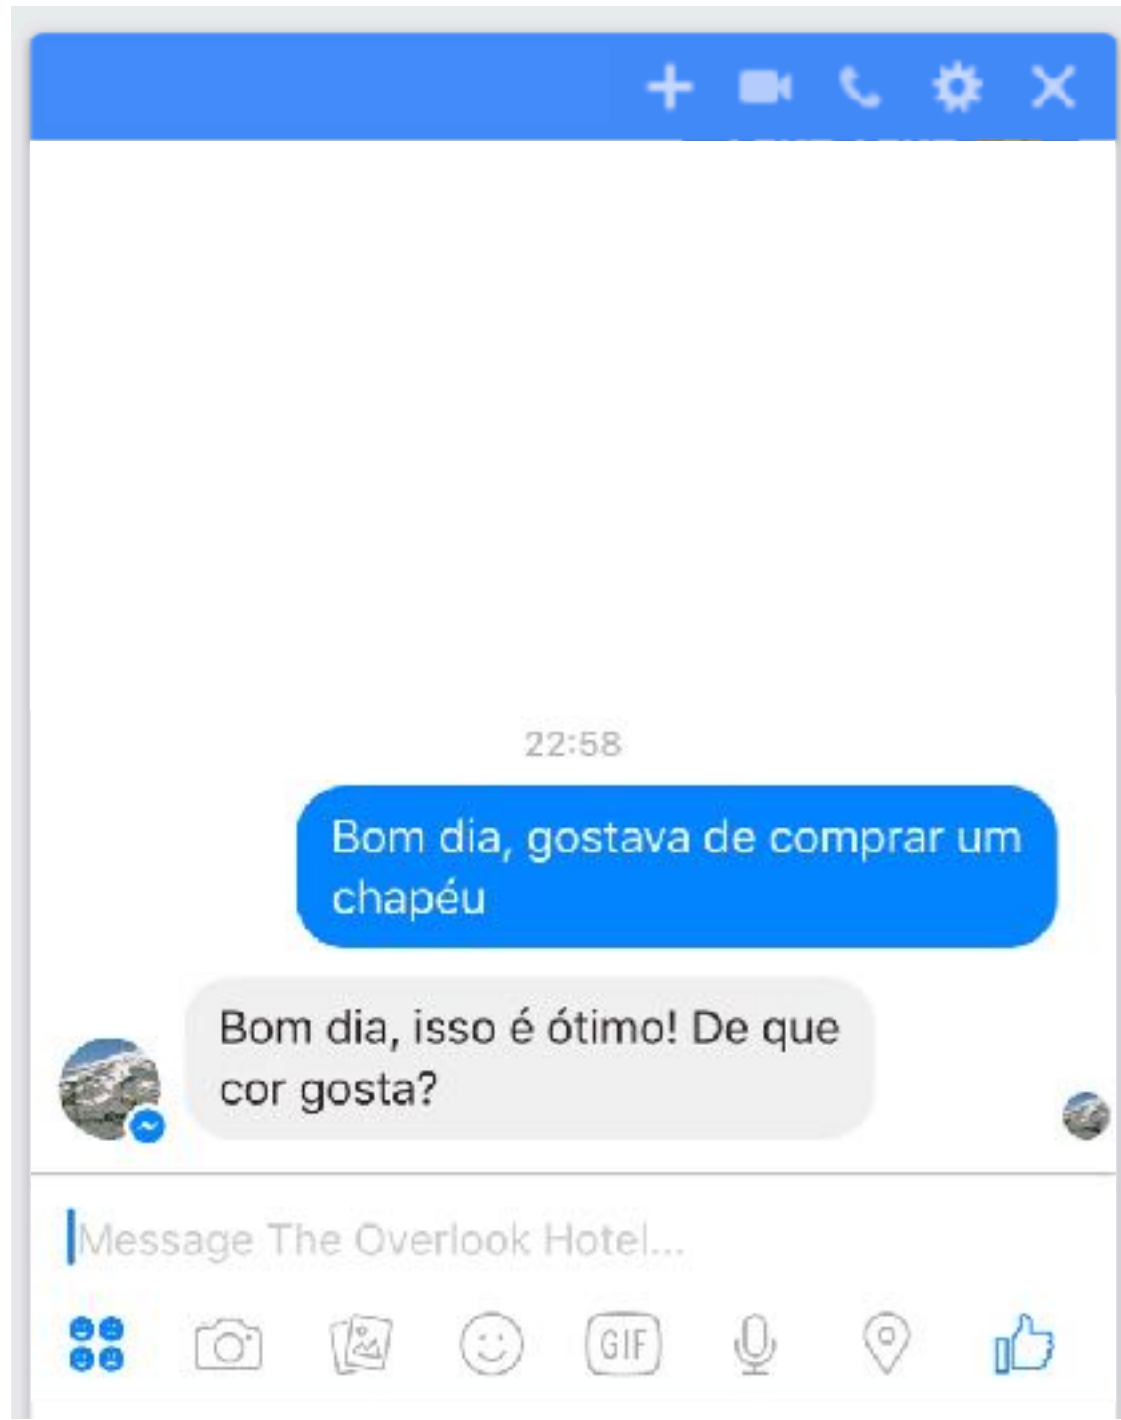 22:58
Bom dia, gostava de comprar um
chapéu
Bom dia, isso é ótimo! De que
cor gosta?
Message The Overlook Hotel...
GIF